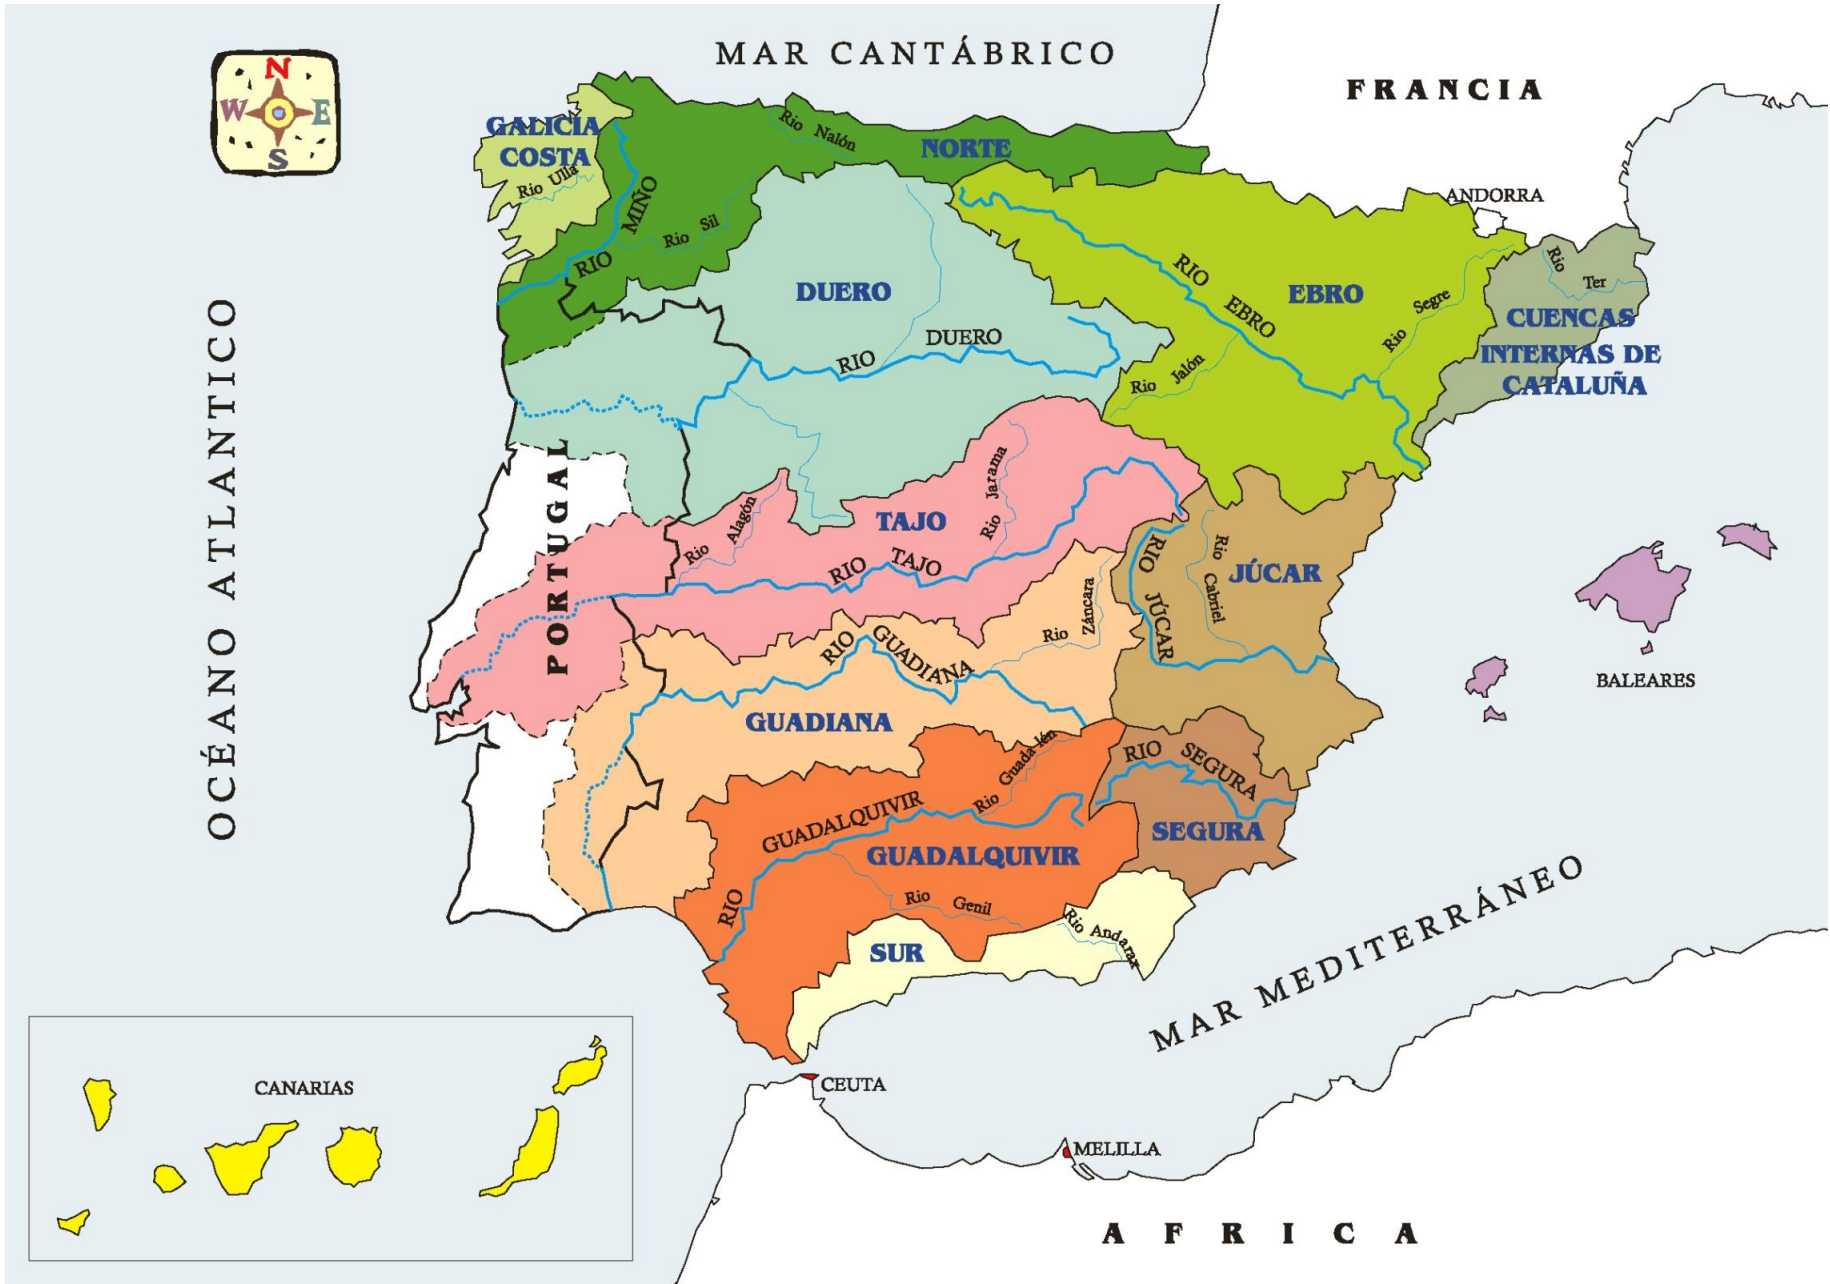 MAR CANTÁBRICO
FRANCIA
N
W E
S
GALICIA
COSTA
Rio Ulla
Rio Nalón
NORTE
ANDORRA
RIO MIÑO
Rio Sil
DUERO
RIO DUERO
RIO EBRO
EBRO
Rio Segre
Rio Jalón
Rio Ter
CUENCAS
INTERNAS DE
CATALUÑA
OCÉANO ATLANTICO
PORTUGAL
Rio Alagón
TAJO
Rio Jarama
RIO TAJO
RIO JÚCAR
Rio Cabriel
JÚCAR
Rio Záncara
RIO GUADIANA
GUADIANA
BALEARES
Rio Guadalén
RIO SEGURA
SEGURA
RIO GUADALQUIVIR
GUADALQUIVIR
Rio Genil
SUR
Rio Andarax
MAR MEDITERRÁNEO
CANARIAS
CEUTA
MELILLA
AFRICA